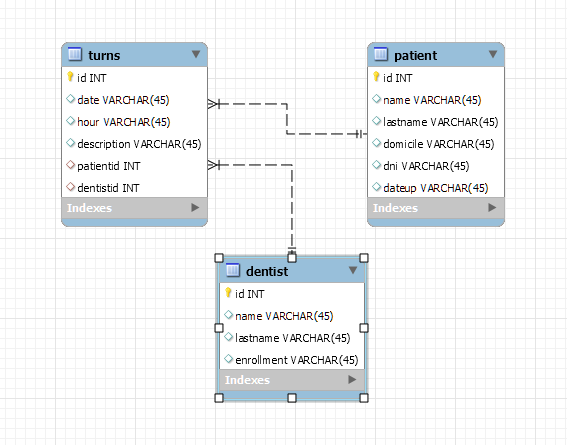 turns
id INT
date VARCHAR(45)
hour VARCHAR(45)
description VARCHAR(45)
patientid INT
dentistid INT
Indexes
patient
id INT
name VARCHAR(45)
lastname VARCHAR(45)
domicile VARCHAR(45)
dni VARCHAR(45)
dateup VARCHAR(45)
Indexes
dentist
id INT
name VARCHAR(45)
lastname VARCHAR(45)
enrollment VARCHAR(45)
Indexes